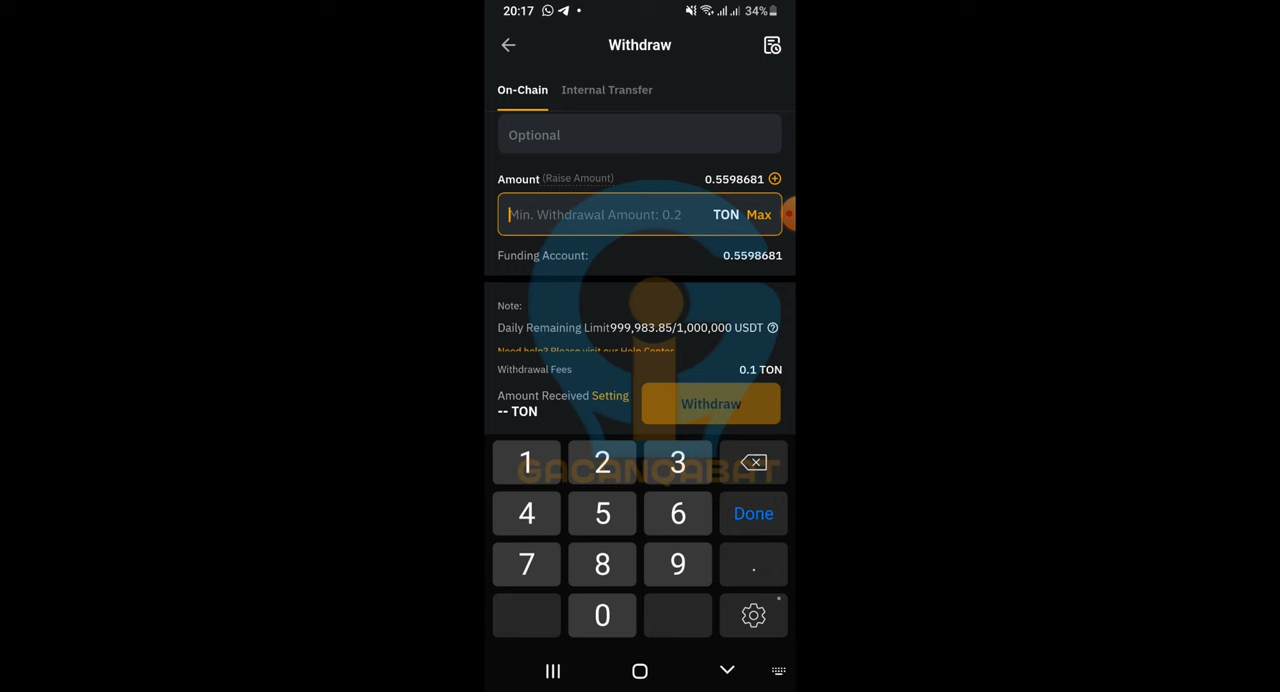 20:17
34%
Withdraw
On-Chain Internal Transfer
Optional
Amount (Raise Amount) 0.5598681
Min. Withdrawal Amount: 0.2 TON Max
Funding Account: 0.5598681
Note:
Daily Remaining Limit999,983.85/1,000,000 USDT
Need help? Please visit our Help Center
Withdrawal Fees 0.1 TON
Amount Received Setting
-- TON
Withdraw
GACANQABAT
1 2 3
4 5 6 Done
7 8 9 .
0